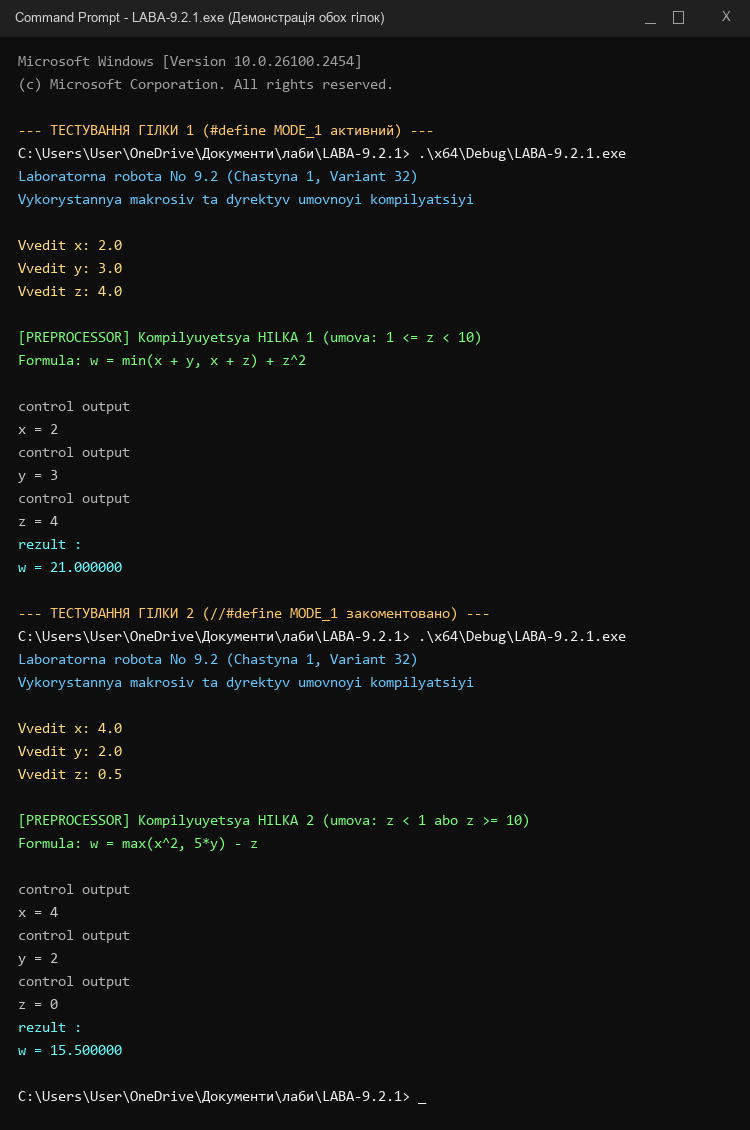 Command Prompt - LABA-9.2.1.exe (Демонстрація обох гілок)
Microsoft Windows [Version 10.0.26100.2454]
(c) Microsoft Corporation. All rights reserved.
--- ТЕСТУВАННЯ ГІЛКИ 1 (#define MODE_1 активний) ---
C:\Users\User\OneDrive\Документи\лаби\LABA-9.2.1> .\x64\Debug\LABA-9.2.1.exe
Laboratorna robota No 9.2 (Chastyna 1, Variant 32)
Vykorystannya makrosiv ta dyrektyv umovnoyi kompilyatsiyi
Vvedit x: 2.0
Vvedit y: 3.0
Vvedit z: 4.0
[PREPROCESSOR] Kompilyuyetsya HILKA 1 (umova: 1 <= z < 10)
Formula: w = min(x + y, x + z) + z^2
control output
x = 2
control output
y = 3
control output
z = 4
rezult :
w = 21.000000
--- ТЕСТУВАННЯ ГІЛКИ 2 (//#define MODE_1 закоментовано) ---
C:\Users\User\OneDrive\Документи\лаби\LABA-9.2.1> .\x64\Debug\LABA-9.2.1.exe
Laboratorna robota No 9.2 (Chastyna 1, Variant 32)
Vykorystannya makrosiv ta dyrektyv umovnoyi kompilyatsiyi
Vvedit x: 4.0
Vvedit y: 2.0
Vvedit z: 0.5
[PREPROCESSOR] Kompilyuyetsya HILKA 2 (umova: z < 1 abo z >= 10)
Formula: w = max(x^2, 5*y) - z
control output
x = 4
control output
y = 2
control output
z = 0
rezult :
w = 15.500000
C:\Users\User\OneDrive\Документи\лаби\LABA-9.2.1> _